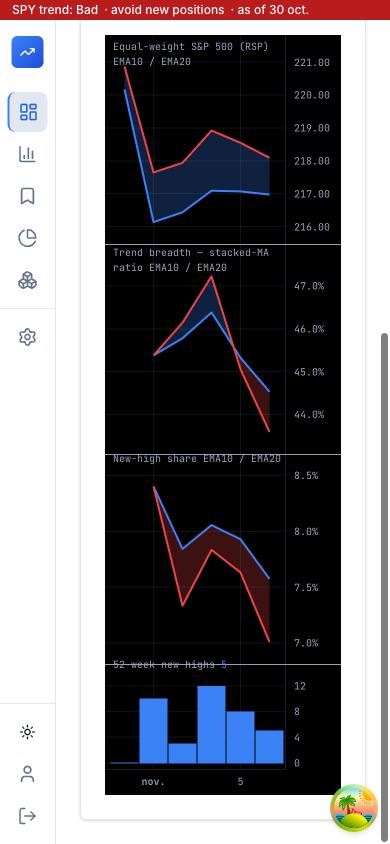 SPY trend: Bad · avoid new positions · as of 30 oct.
Equal-weight S&P 500 (RSP)
EMA10 / EMA20
221.00
220.00
219.00
218.00
217.00
216.00
Trend breadth — stacked-MA
ratio EMA10 / EMA20
47.0%
46.0%
45.0%
44.0%
New-high share EMA10 / EMA20
8.5%
8.0%
7.5%
7.0%
52 week new highs 5
12
8
4
0
nov. 5